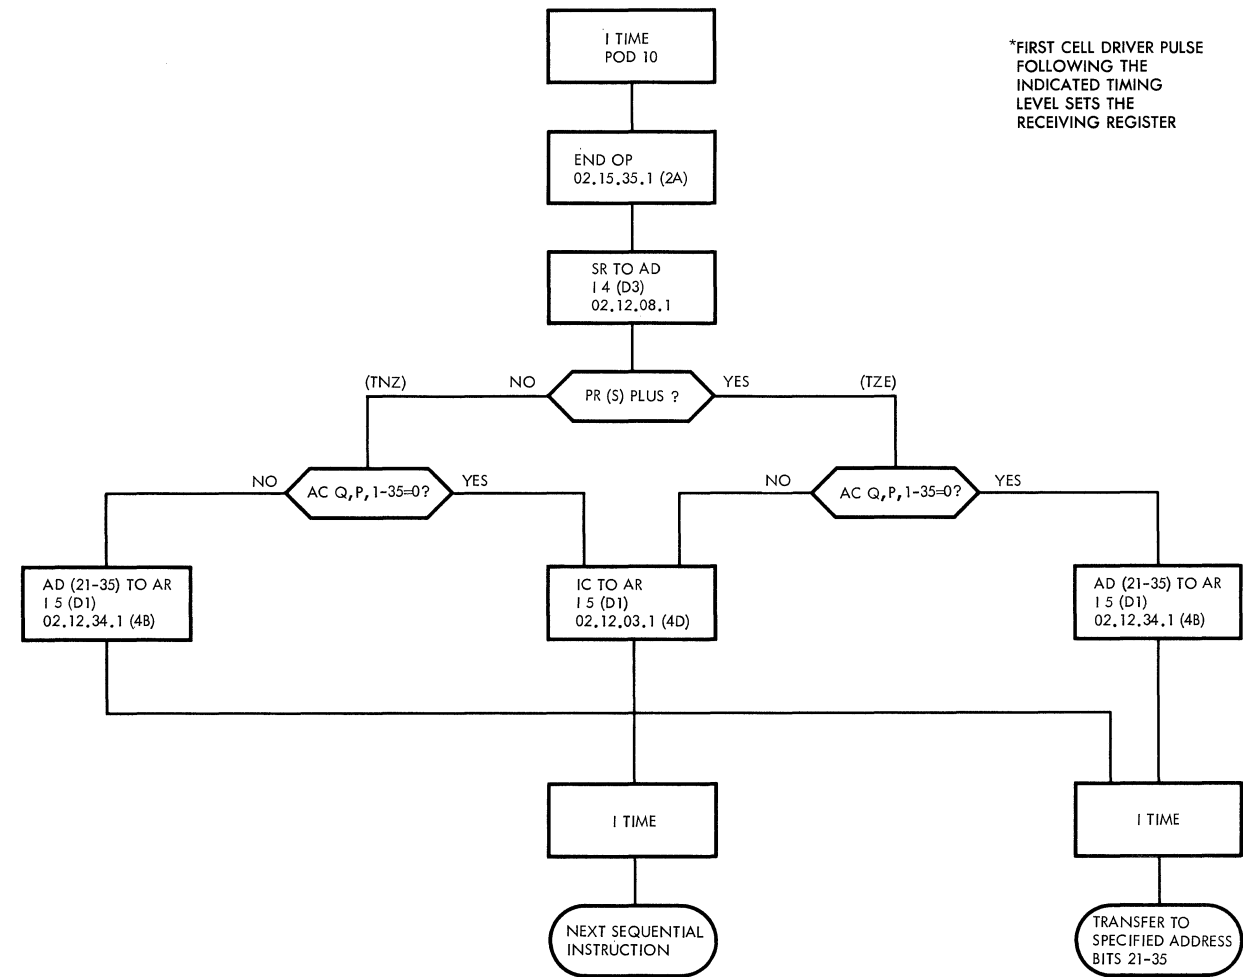 I TIME
POD 10
*FIRST CELL DRIVER PULSE
FOLLOWING THE
INDICATED TIMING
LEVEL SETS THE
RECEIVING REGISTER
END OP
02.15.35.1 (2A)
SR TO AD
I 4 (D3)
02.12.08.1
(TNZ)
NO
PR (S) PLUS ?
YES
(TZE)
NO
AC Q,P,1-35=0?
YES
NO
AC Q,P,1-35=0?
YES
AD (21-35) TO AR
I 5 (D1)
02.12.34.1 (4B)
IC TO AR
I 5 (D1)
02.12.03.1 (4D)
AD (21-35) TO AR
I 5 (D1)
02.12.34.1 (4B)
I TIME
I TIME
NEXT SEQUENTIAL
INSTRUCTION
TRANSFER TO
SPECIFIED ADDRESS
BITS 21-35